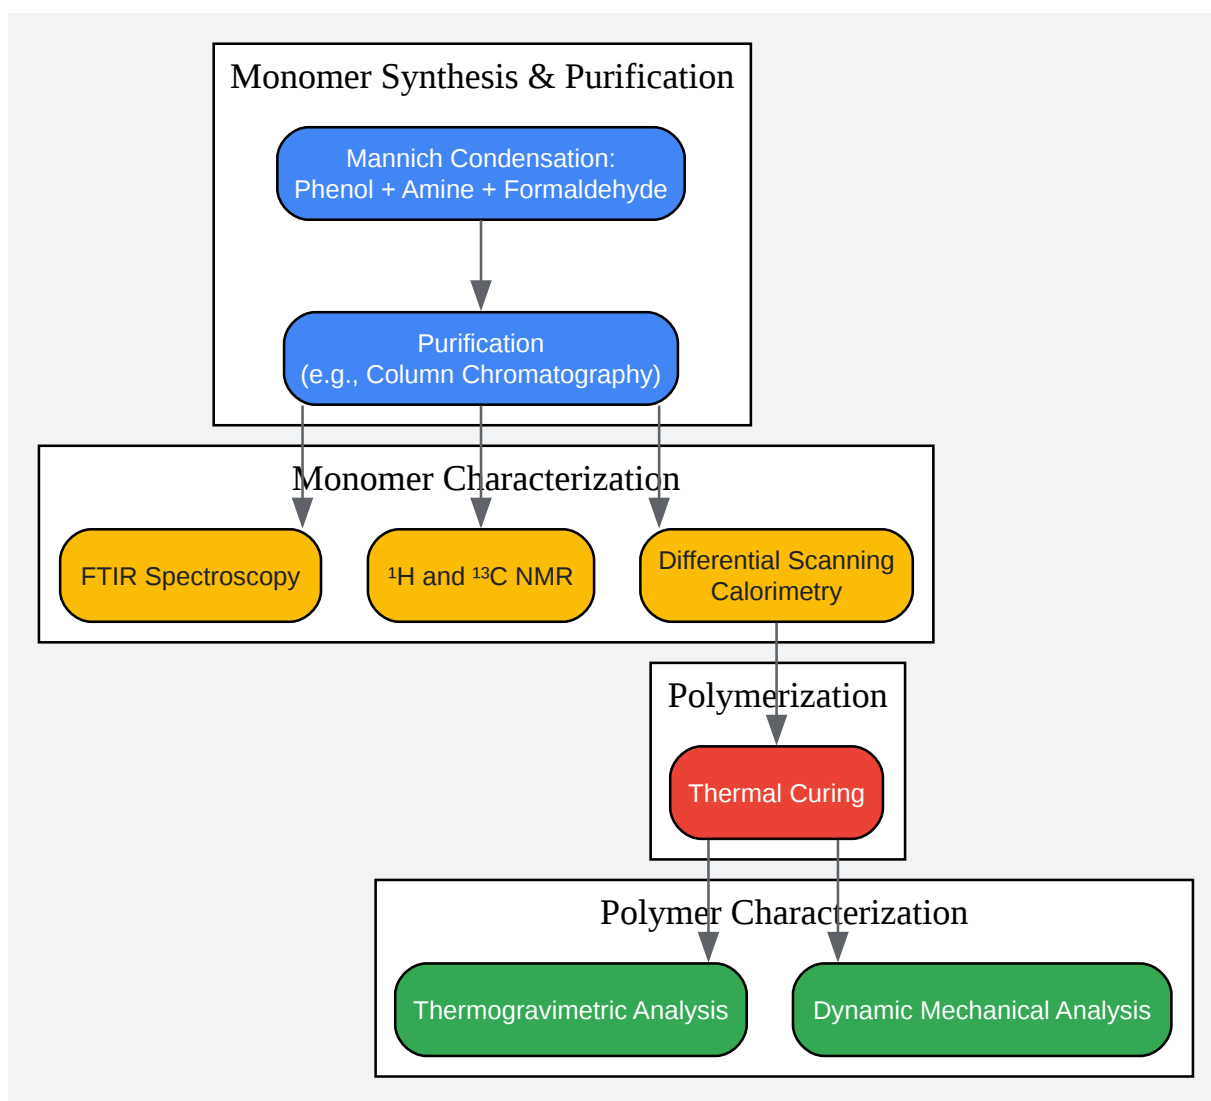 Monomer Synthesis & Purification
Mannich Condensation:
Phenol + Amine + Formaldehyde
Purification
(e.g., Column Chromatography)
Monomer Characterization
FTIR Spectroscopy
¹H and ¹³C NMR
Differential Scanning
Calorimetry
Polymerization
Thermal Curing
Polymer Characterization
Thermogravimetric Analysis
Dynamic Mechanical Analysis